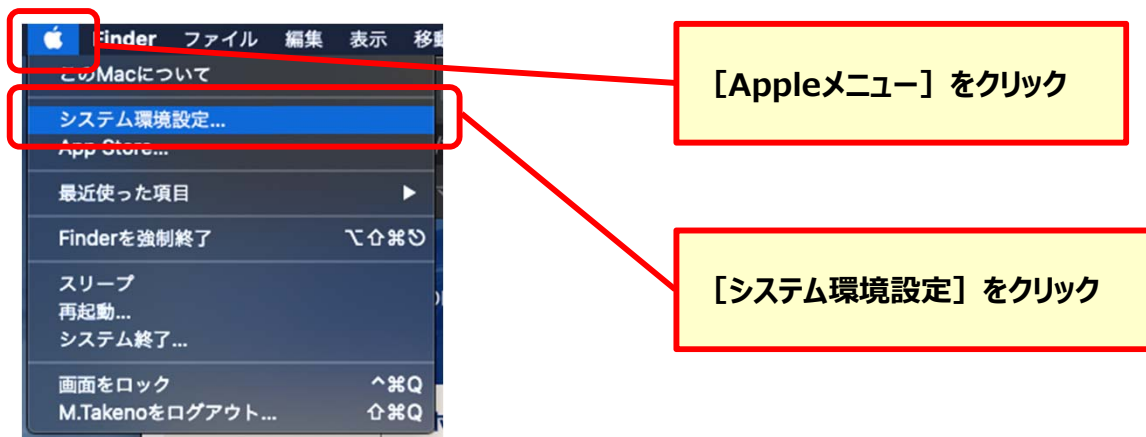 Finder ファイル 編集 表示 移動
このMacについて
システム環境設定...
App Store...
最近使った項目 ▶
Finderを強制終了 ⌥⇧⌘⎋
スリープ
再起動...
システム終了...
画面をロック ^⌘Q
M.Takenoをログアウト... ⇧⌘Q
［Appleメニュー］をクリック
［システム環境設定］をクリック